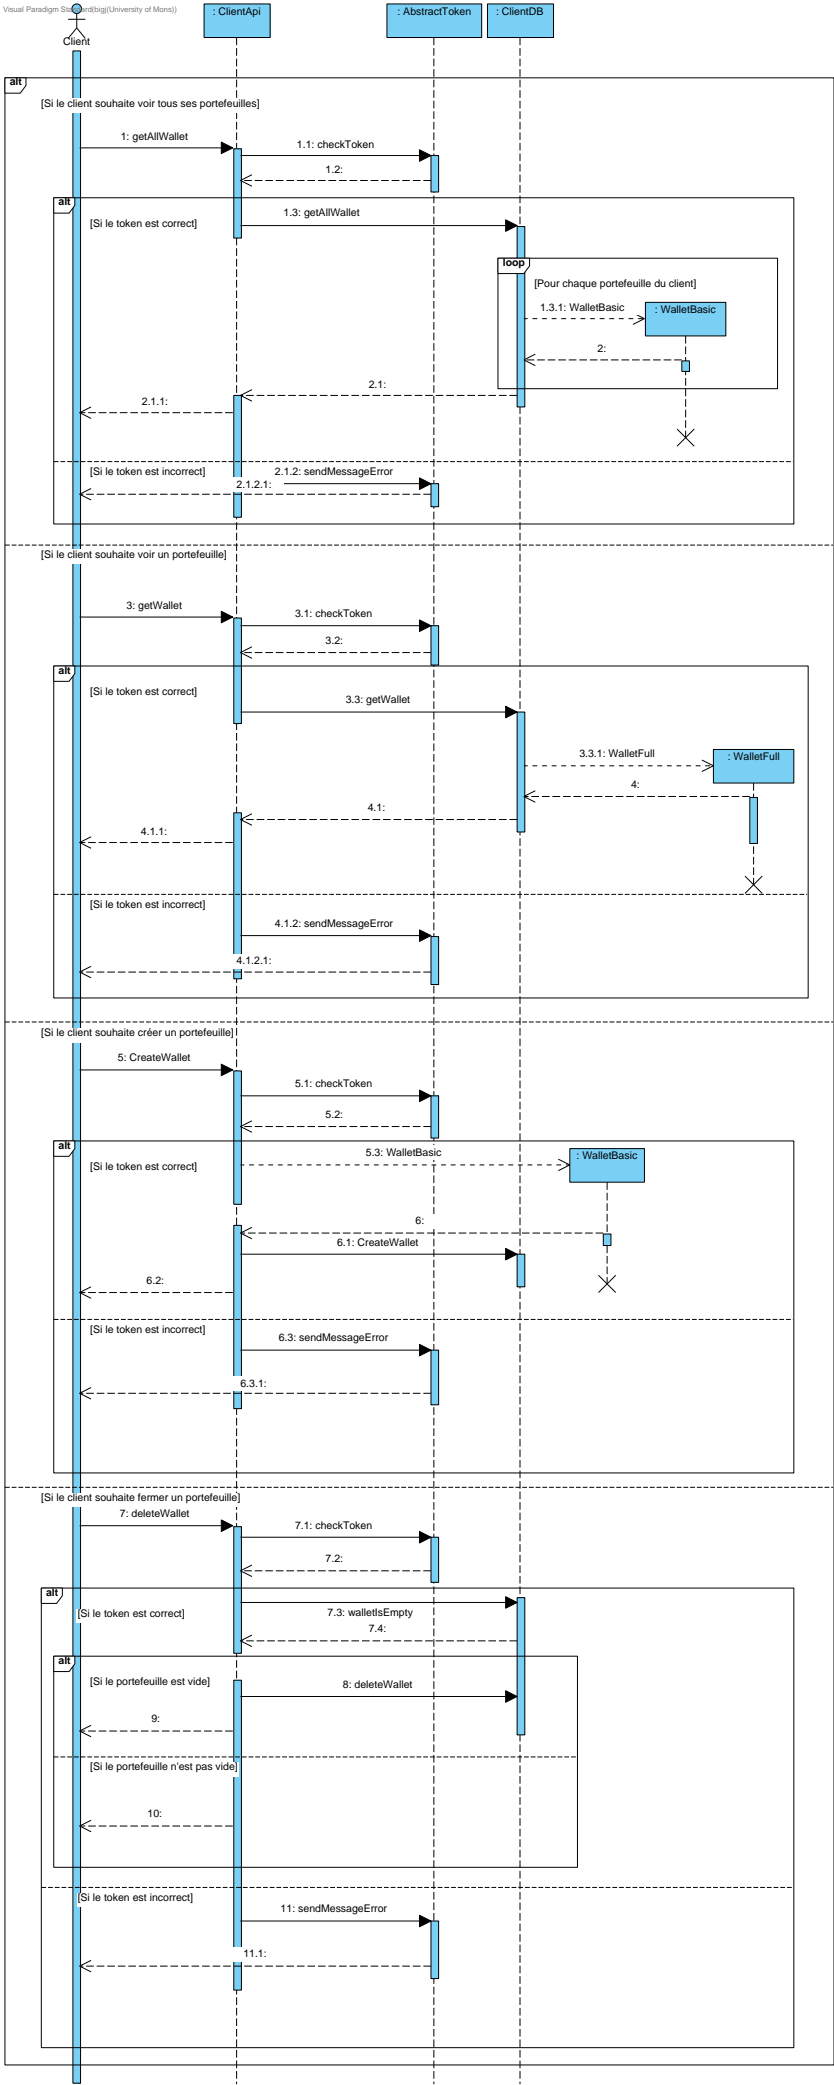 Visual Paradigm Standard(big(University of Mons))
Client
: ClientApi
: AbstractToken
: ClientDB
alt
[Si le client souhaite voir tous ses portefeuilles]
1: getAllWallet
1.1: checkToken
1.2:
alt
[Si le token est correct]
1.3: getAllWallet
loop
[Pour chaque portefeuille du client]
1.3.1: WalletBasic
: WalletBasic
2:
2.1:
2.1.1:
[Si le token est incorrect]
2.1.2: sendMessageError
2.1.2.1:
[Si le client souhaite voir un portefeuille]
3: getWallet
3.1: checkToken
3.2:
alt
[Si le token est correct]
3.3: getWallet
3.3.1: WalletFull
: WalletFull
4:
4.1:
4.1.1:
[Si le token est incorrect]
4.1.2: sendMessageError
4.1.2.1:
[Si le client souhaite créer un portefeuille]
5: CreateWallet
5.1: checkToken
5.2:
alt
5.3: WalletBasic
: WalletBasic
[Si le token est correct]
6:
6.1: CreateWallet
6.2:
[Si le token est incorrect]
6.3: sendMessageError
6.3.1:
[Si le client souhaite fermer un portefeuille]
7: deleteWallet
7.1: checkToken
7.2:
alt
[Si le token est correct]
7.3: walletIsEmpty
7.4:
alt
[Si le portefeuille est vide]
8: deleteWallet
9:
[Si le portefeuille n'est pas vide]
10:
[Si le token est incorrect]
11: sendMessageError
11.1: